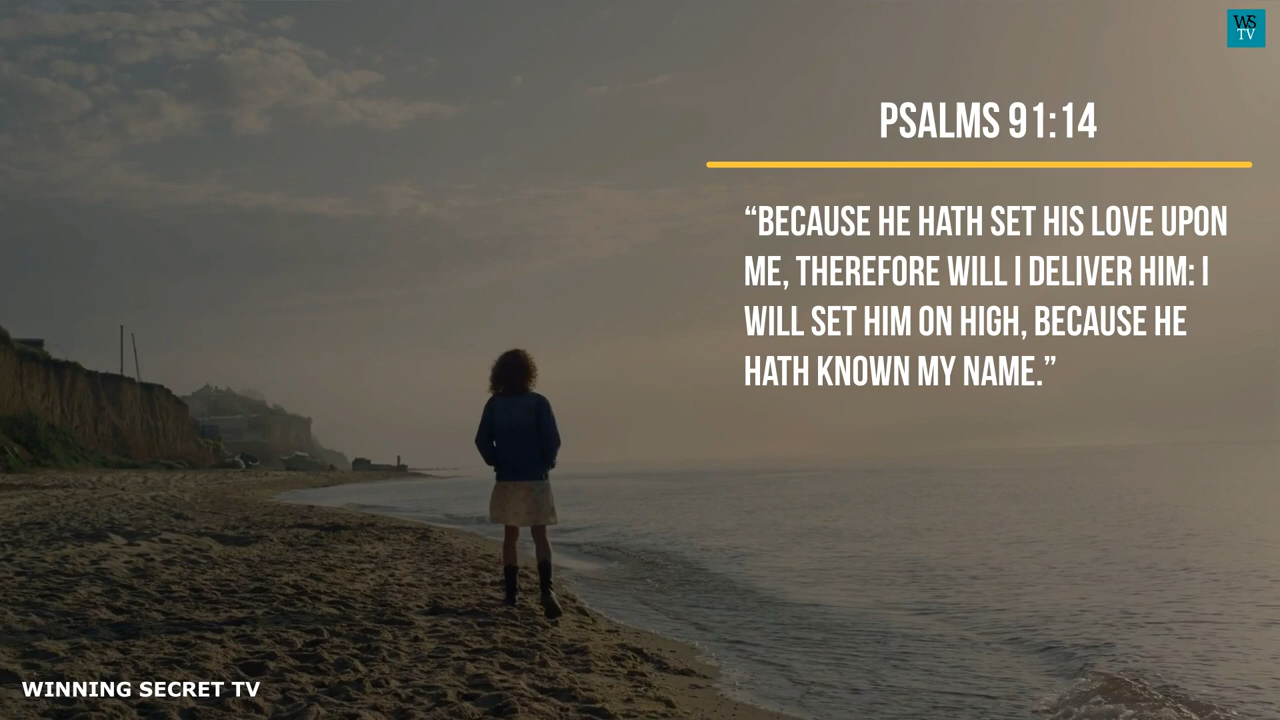 WS
TV
PSALMS 91:14
“BECAUSE HE HATH SET HIS LOVE UPON
ME, THEREFORE WILL I DELIVER HIM: I
WILL SET HIM ON HIGH, BECAUSE HE
HATH KNOWN MY NAME.”
WINNING SECRET TV